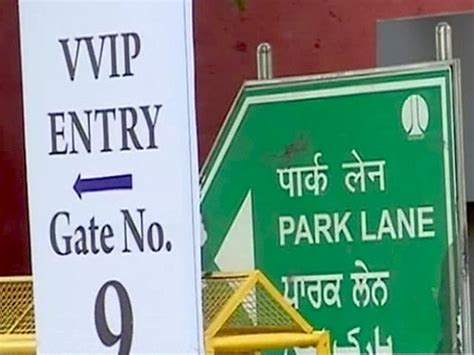 VVIP
ENTRY
Gate No.
9
पार्क लेन
PARK LANE
ਪਾਰਕ ਲੇਨ